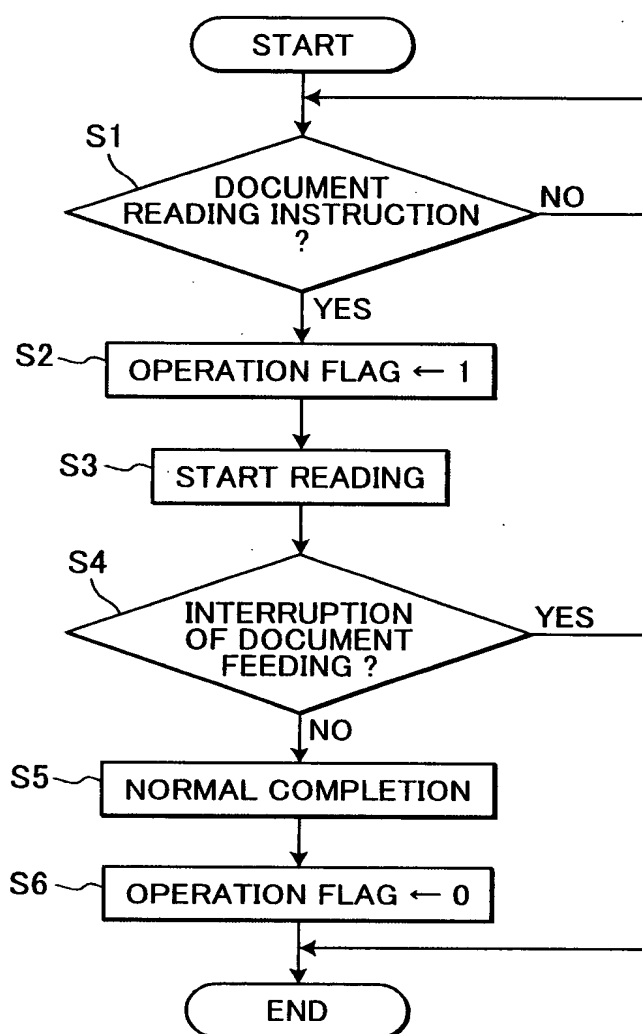 START
S1
DOCUMENT
READING INSTRUCTION
?
NO
YES
S2
OPERATION FLAG ← 1
S3
START READING
S4
INTERRUPTION
OF DOCUMENT
FEEDING ?
YES
NO
S5
NORMAL COMPLETION
S6
OPERATION FLAG ← 0
END